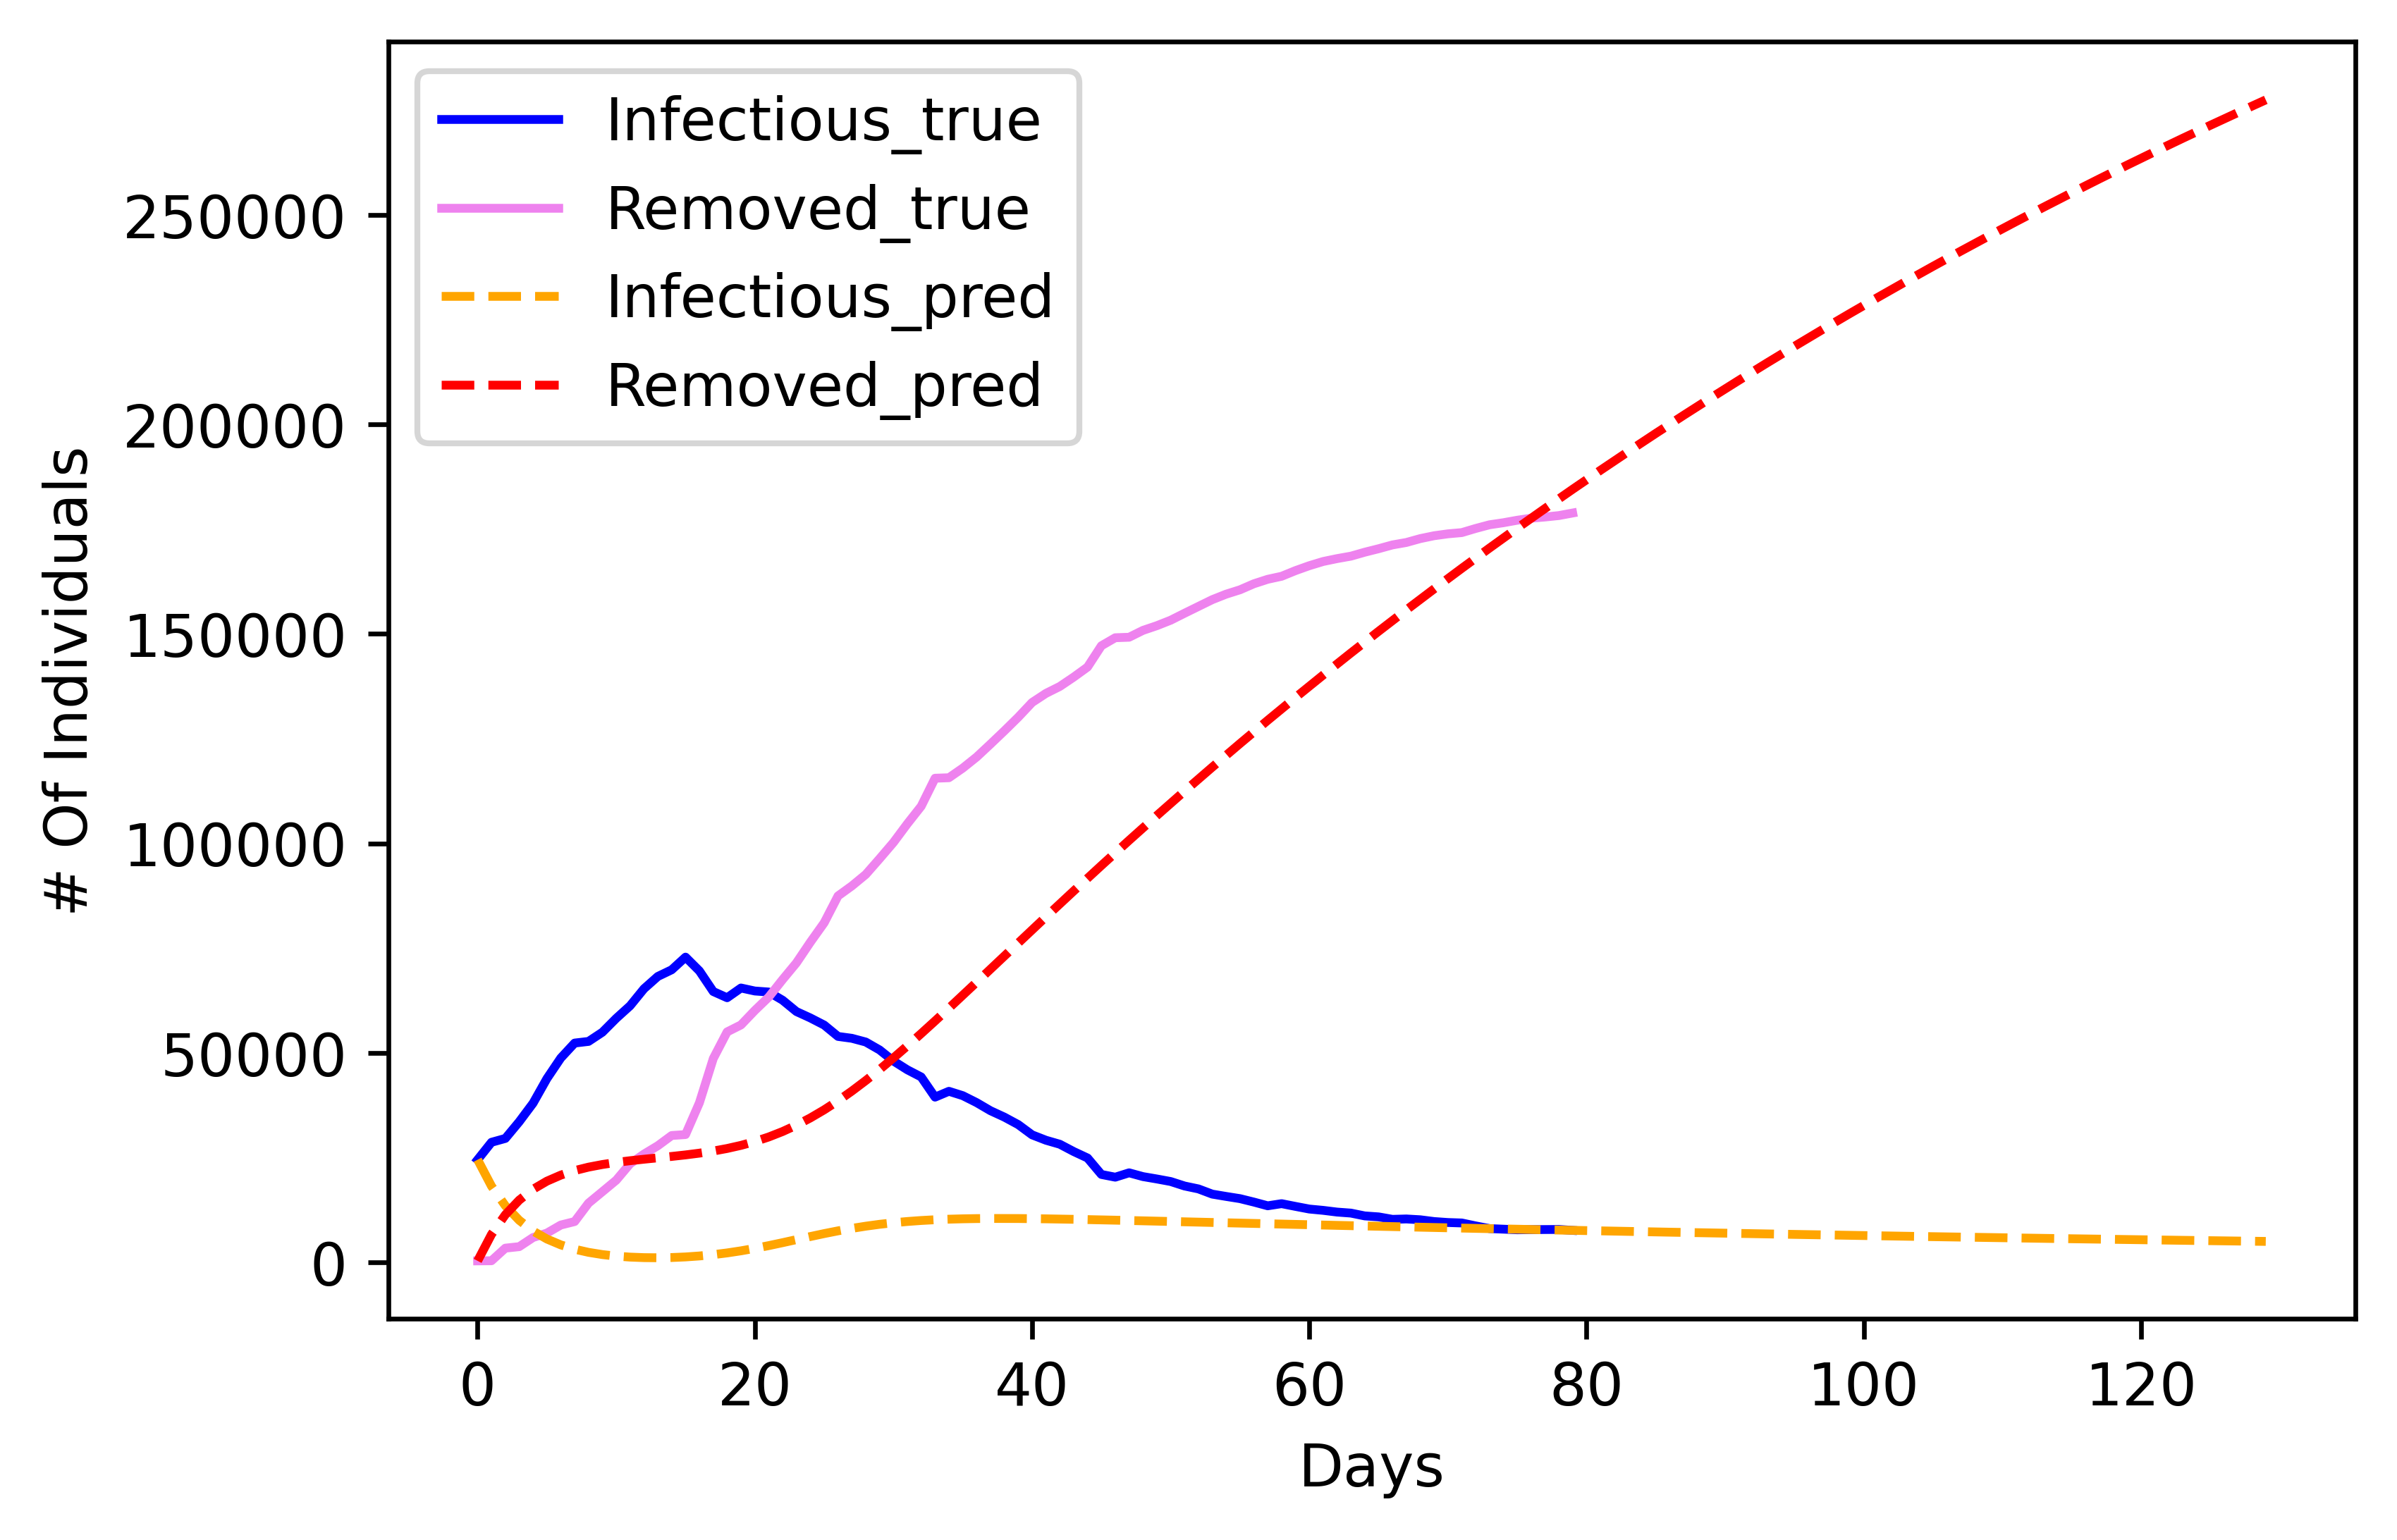 Infectious_true
Removed_true
Infectious_pred
Removed_pred
250000
200000
150000
100000
50000
0
# Of Individuals
0 20 40 60 80 100 120
Days